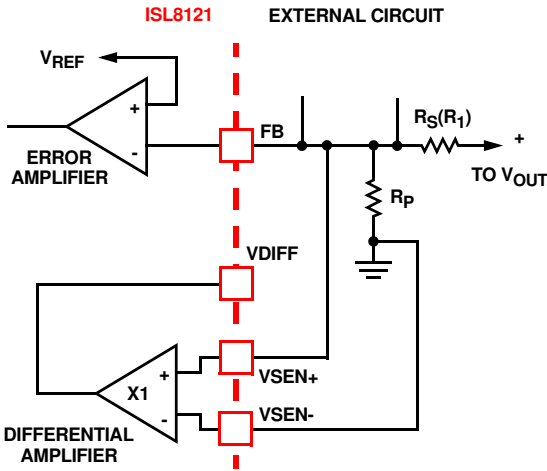 ISL8121 EXTERNAL CIRCUIT
VREF
+
-
ERROR
AMPLIFIER
FB
RS(R1)
+
TO VOUT
RP
VDIFF
X1
+
-
VSEN+
VSEN-
DIFFERENTIAL
AMPLIFIER